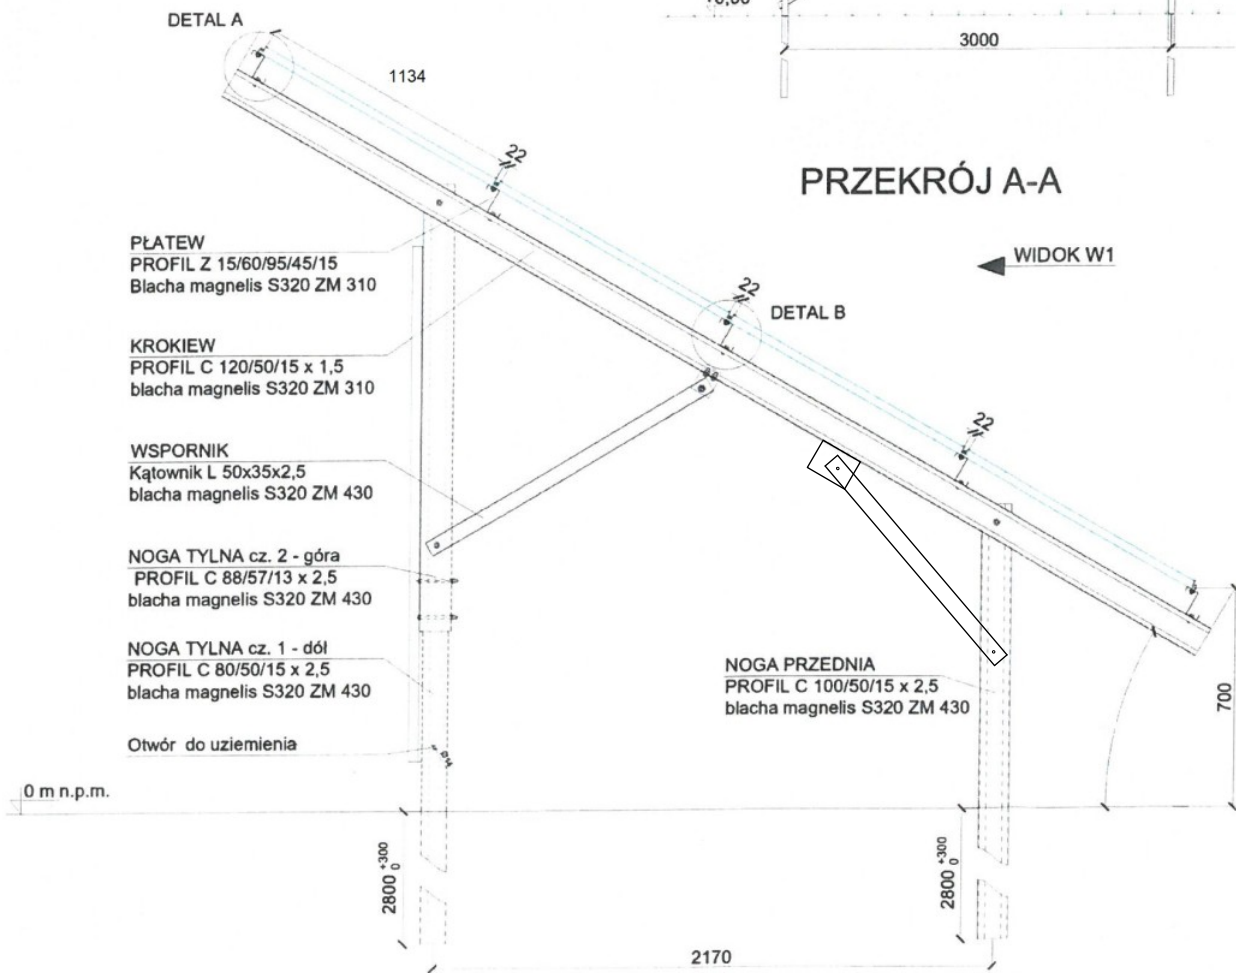 DETAL A
1134
3000
22
PRZEKRÓJ A-A
WIDOK W1
PŁATEW
PROFIL Z 15/60/95/45/15
Blacha magnelis S320 ZM 310
22
DETAL B
KROKIEW
PROFIL C 120/50/15 x 1,5
blacha magnelis S320 ZM 310
22
WSPORNIK
Kątownik L 50x35x2,5
blacha magnelis S320 ZM 430
NOGA TYLNA cz. 2 - góra
PROFIL C 88/57/13 x 2,5
blacha magnelis S320 ZM 430
NOGA TYLNA cz. 1 - dół
PROFIL C 80/50/15 x 2,5
blacha magnelis S320 ZM 430
NOGA PRZEDNIA
PROFIL C 100/50/15 x 2,5
blacha magnelis S320 ZM 430
700
Otwór do uziemienia
0 m n.p.m.
2800 +300 0
2800 +300 0
2170